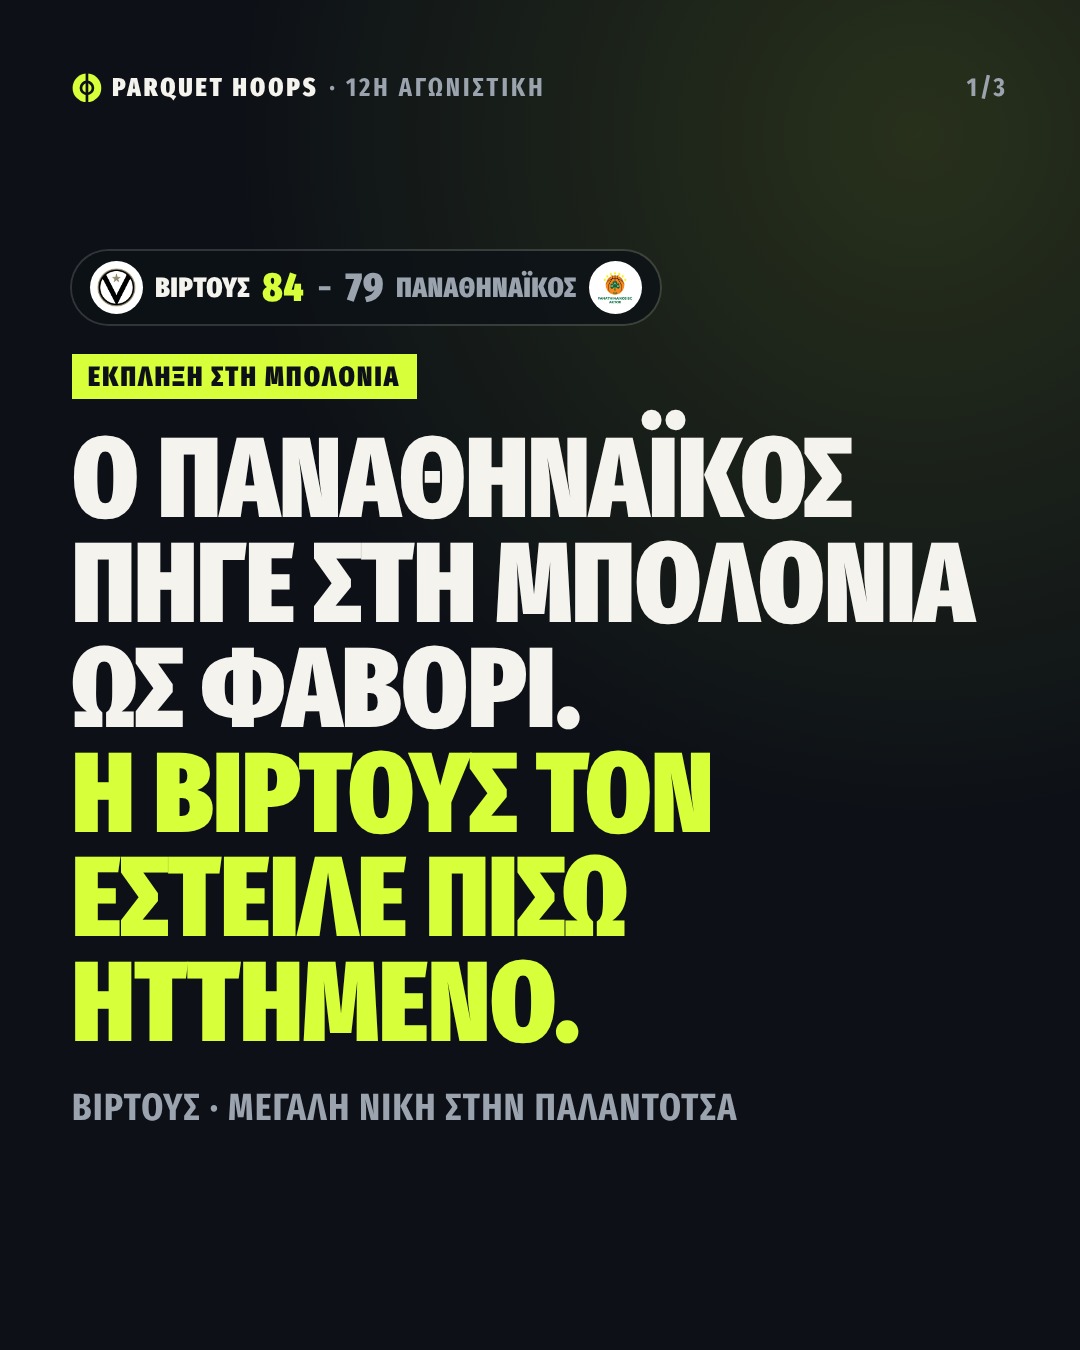 PARQUET HOOPS · 12Η ΑΓΩΝΙΣΤΙΚΗ
1/3
ΒΙΡΤΟΥΣ 84 - 79 ΠΑΝΑΘΗΝΑΪΚΟΣ
ΕΚΠΛΗΞΗ ΣΤΗ ΜΠΟΛΟΝΙΑ
Ο ΠΑΝΑΘΗΝΑΪΚΟΣ
ΠΗΓΕ ΣΤΗ ΜΠΟΛΟΝΙΑ
ΩΣ ΦΑΒΟΡΙ.
Η ΒΙΡΤΟΥΣ ΤΟΝ
ΕΣΤΕΙΛΕ ΠΙΣΩ
ΗΤΤΗΜΕΝΟ.
ΒΙΡΤΟΥΣ · ΜΕΓΑΛΗ ΝΙΚΗ ΣΤΗΝ ΠΑΛΑΝΤΟΤΣΑ